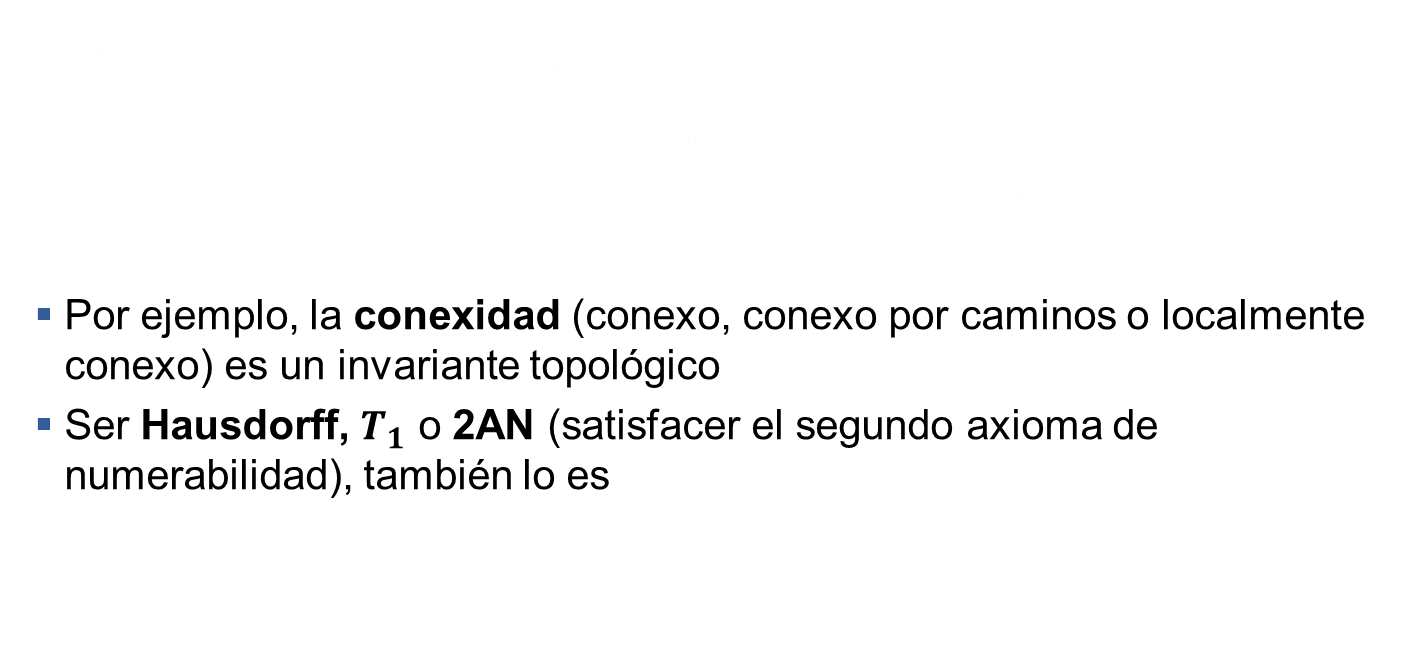 ▪ Por ejemplo, la conexidad (conexo, conexo por caminos o localmente
conexo) es un invariante topológico
▪ Ser Hausdorff, T₁ o 2AN (satisfacer el segundo axioma de
numerabilidad), también lo es